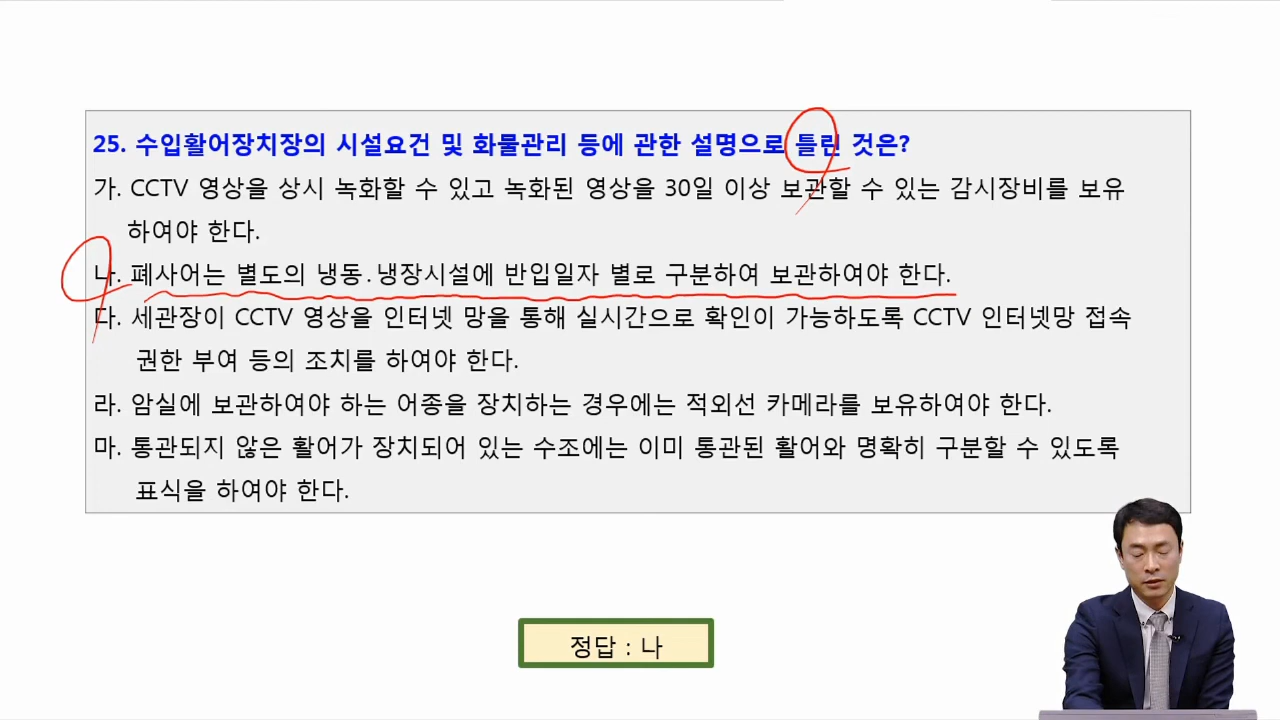 25. 수입활어장치장의 시설요건 및 화물관리 등에 관한 설명으로 틀린 것은?
가. CCTV 영상을 상시 녹화할 수 있고 녹화된 영상을 30일 이상 보관할 수 있는 감시장비를 보유
하여야 한다.
나. 폐사어는 별도의 냉동․냉장시설에 반입일자 별로 구분하여 보관하여야 한다.
다. 세관장이 CCTV 영상을 인터넷 망을 통해 실시간으로 확인이 가능하도록 CCTV 인터넷망 접속
권한 부여 등의 조치를 하여야 한다.
라. 암실에 보관하여야 하는 어종을 장치하는 경우에는 적외선 카메라를 보유하여야 한다.
마. 통관되지 않은 활어가 장치되어 있는 수조에는 이미 통관된 활어와 명확히 구분할 수 있도록
표식을 하여야 한다.
정답 : 나